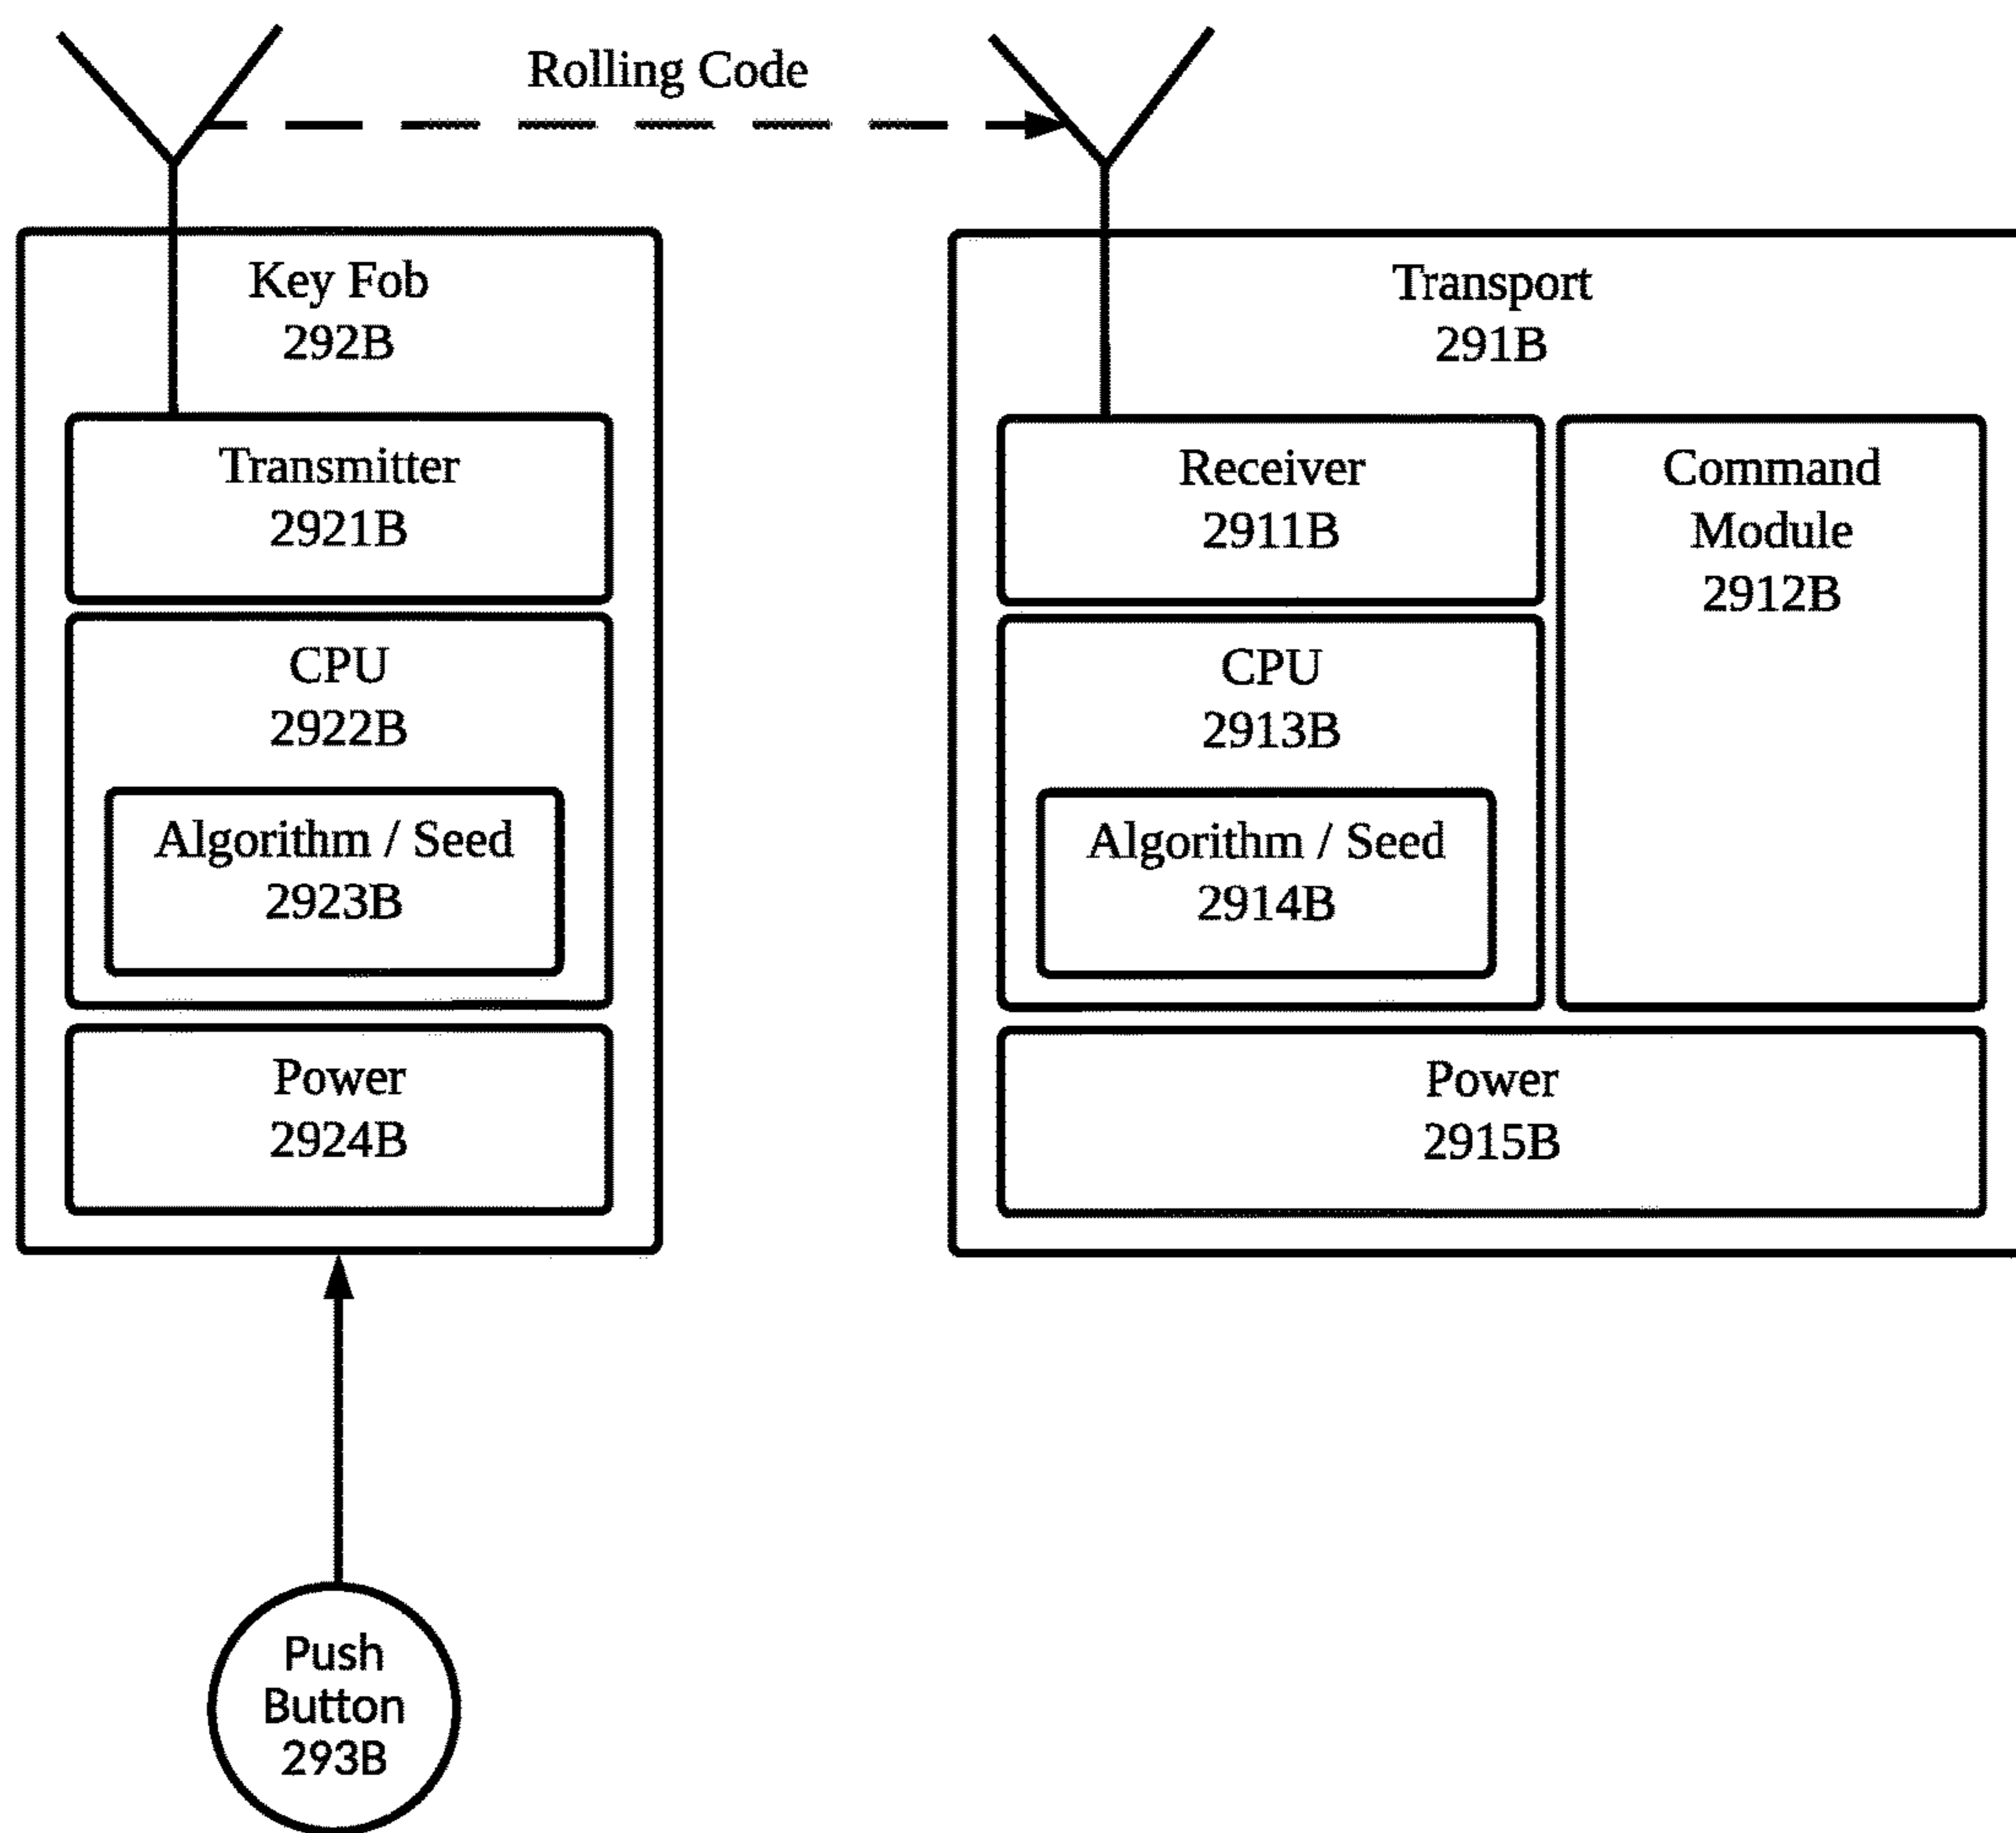 Rolling Code
Key Fob
292B
Transmitter
2921B
CPU
2922B
Algorithm / Seed
2923B
Power
2924B
Transport
291B
Receiver
2911B
Command
Module
2912B
CPU
2913B
Algorithm / Seed
2914B
Power
2915B
Push
Button
293B